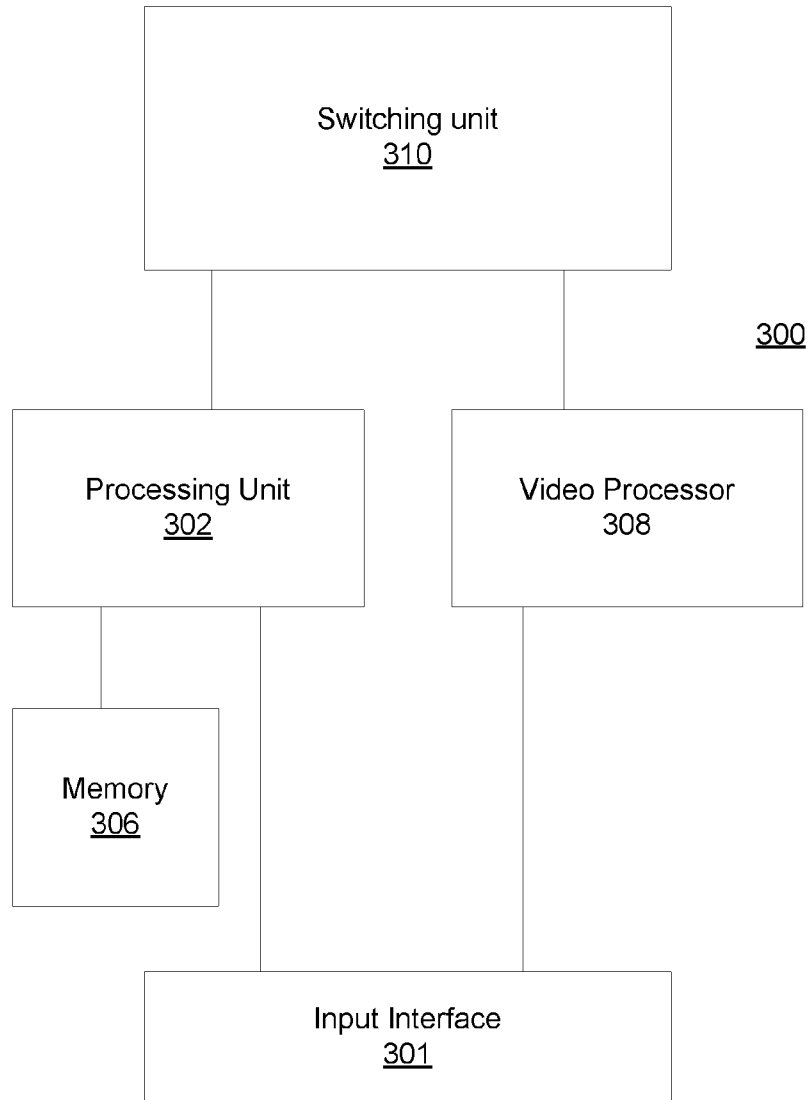 Switching unit
310
300
Processing Unit
302
Video Processor
308
Memory
306
Input Interface
301